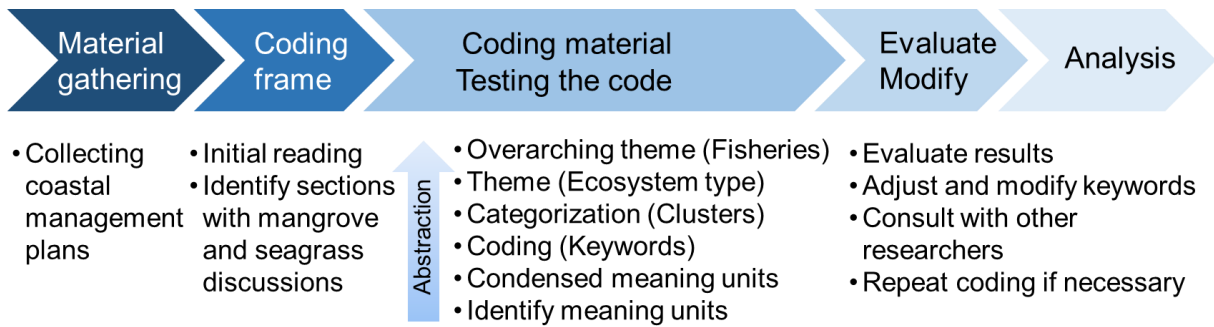 Material
gathering
Coding
frame
Coding material
Testing the code
Evaluate
Modify
Analysis
• Collecting
coastal
management
plans
• Initial reading
• Identify sections
with mangrove
and seagrass
discussions
Abstraction
• Overarching theme (Fisheries)
• Theme (Ecosystem type)
• Categorization (Clusters)
• Coding (Keywords)
• Condensed meaning units
• Identify meaning units
• Evaluate results
• Adjust and modify keywords
• Consult with other
researchers
• Repeat coding if necessary